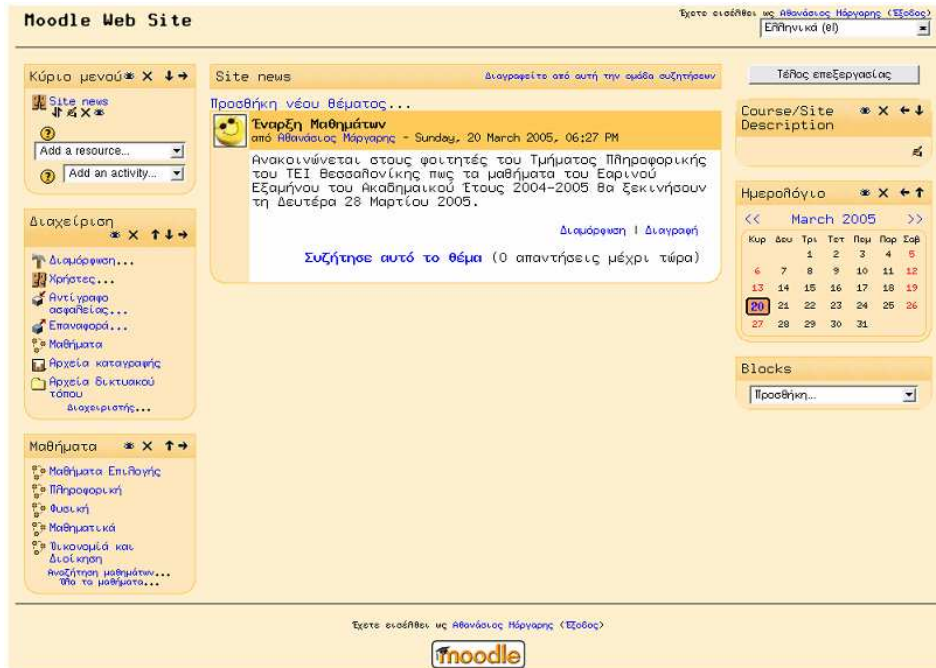 Moodle Web Site
Έχετε εισέλθει ως Αθανάσιος Μάργαρης (Έξοδος)
Ελληνικά (el)
Κύριο μενού
Site news
Add a resource...
Add an activity...
Διαχείριση
Διαμόρφωση...
Χρήστες...
Αντίγραφο
ασφαλείας...
Επαναφορά...
Μαθήματα
Αρχεία καταγραφής
Αρχεία δικτυακού
τόπου
Διαχειριστής...
Μαθήματα
Μαθήματα Επιλογής
Πληροφορική
Φυσική
Μαθηματικά
Οικονομία και
Διοίκηση
Αναζήτηση μαθημάτων...
Όλα τα μαθήματα...
Site news
Διαγραφείτε από αυτή την ομάδα συζητήσεων
Προσθήκη νέου θέματος...
Έναρξη Μαθημάτων
από Αθανάσιος Μάργαρης - Sunday, 20 March 2005, 06:27 PM
Ανακοινώνεται στους φοιτητές του Τμήματος Πληροφορικής
του ΤΕΙ Θεσσαλονίκης πως τα μαθήματα του Εαρινού
Εξαμήνου του Ακαδημαικού Έτους 2004-2005 θα ξεκινήσουν
τη Δευτέρα 28 Μαρτίου 2005.
Διαμόρφωση | Διαγραφή
Συζήτησε αυτό το θέμα (0 απαντήσεις μέχρι τώρα)
Τέλος επεξεργασίας
Course/Site
Description
Ημερολόγιο
<< March 2005 >>
Κυρ Δευ Τρι Τετ Πεμ Παρ Σαβ
1 2 3 4 5
6 7 8 9 10 11 12
13 14 15 16 17 18 19
20 21 22 23 24 25 26
27 28 29 30 31
Blocks
Προσθήκη...
Έχετε εισέλθει ως Αθανάσιος Μάργαρης (Έξοδος)
moodle